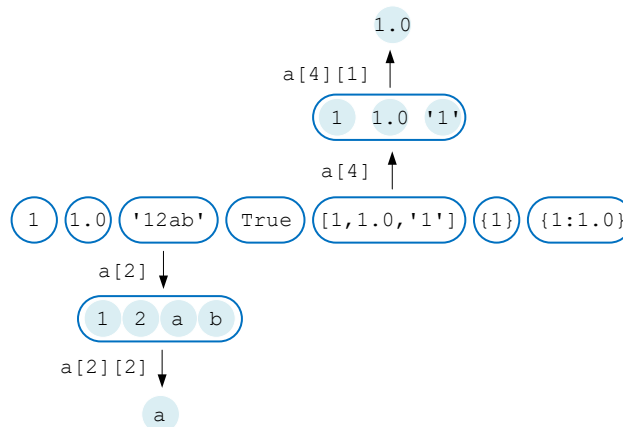 1.0
a[4][1]
1 1.0 '1'
a[4]
1 1.0 '12ab' True [1,1.0,'1'] {1} {1:1.0}
a[2]
1 2 a b
a[2][2]
a